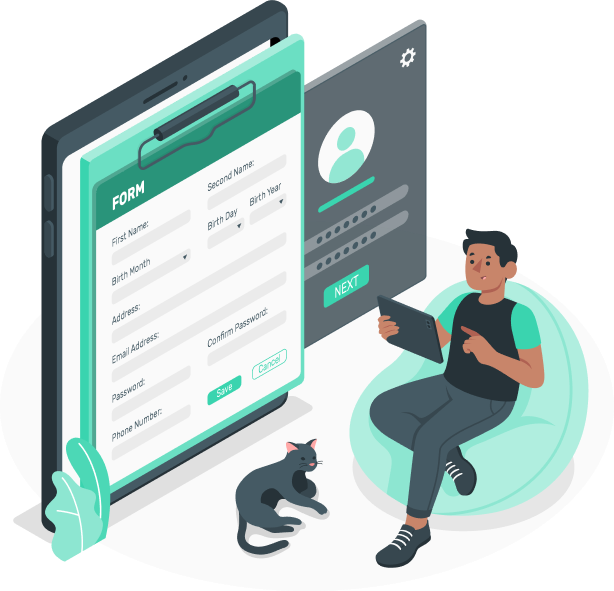 FORM
First Name:
Second Name:
Birth Month
Birth Day
Birth Year
Address:
Email Address:
Password:
Confirm Password:
Phone Number:
Save
Cancel
NEXT